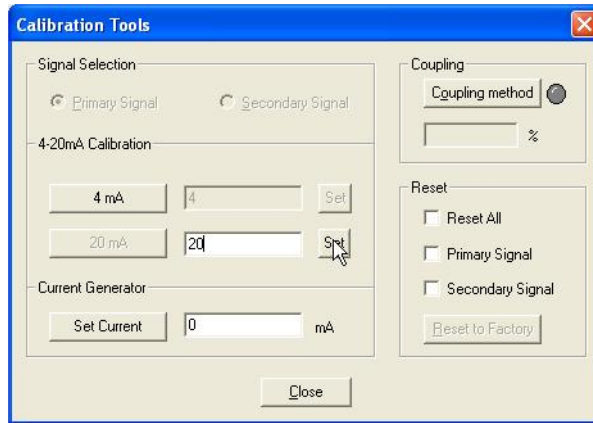 Calibration Tools
Signal Selection
Primary Signal
Secondary Signal
4-20mA Calibration
4 mA
4
Set
20 mA
20
Set
Current Generator
Set Current
0
mA
Coupling
Coupling method
%
Reset
Reset All
Primary Signal
Secondary Signal
Reset to Factory
Close